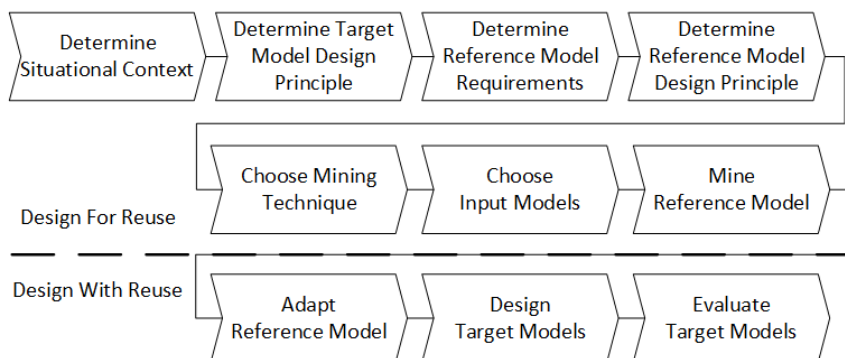 Determine
Situational Context
Determine Target
Model Design
Principle
Determine
Reference Model
Requirements
Determine
Reference Model
Design Principle
Choose Mining
Technique
Choose
Input Models
Mine
Reference Model
Design For Reuse
Design With Reuse
Adapt
Reference Model
Design
Target Models
Evaluate
Target Models